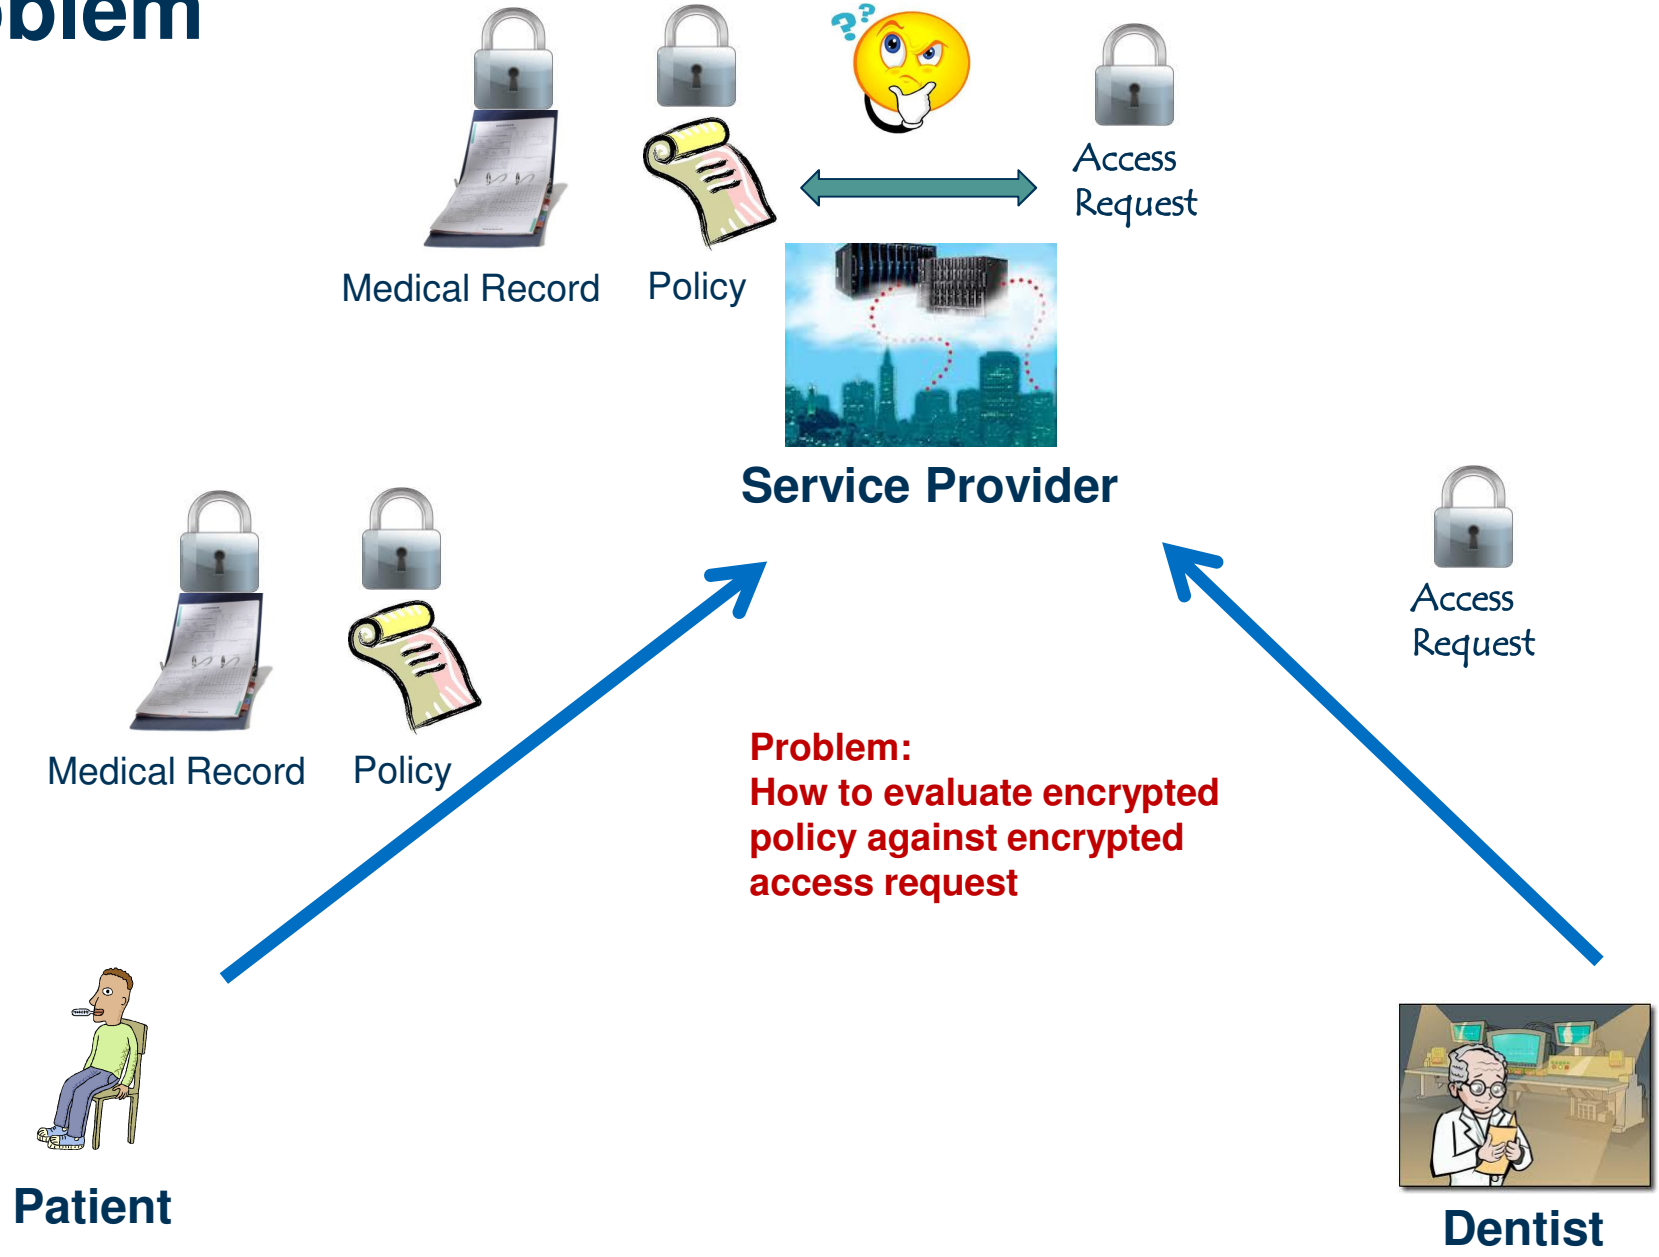 oblem
Access
Request
Medical Record
Policy
Service Provider
Access
Request
Medical Record
Policy
Problem:
How to evaluate encrypted
policy against encrypted
access request
Patient
Dentist